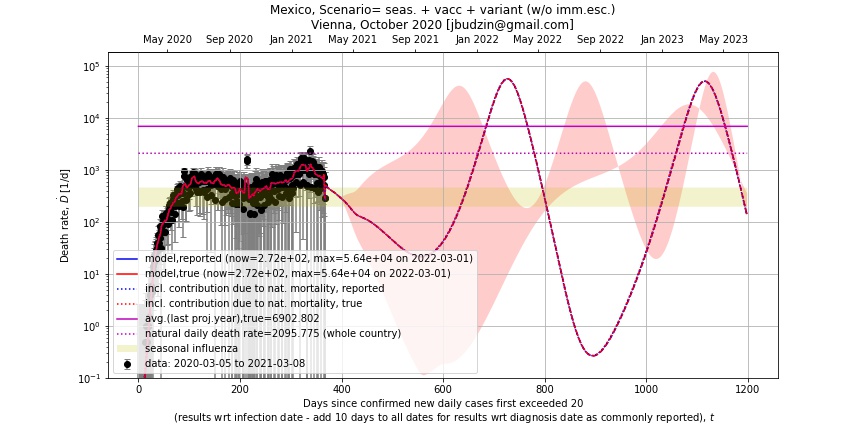 Mexico, Scenario= seas. + vacc + variant (w/o imm.esc.)
Vienna, October 2020 [jbudzin@gmail.com]
May 2020 Sep 2020 Jan 2021 May 2021 Sep 2021 Jan 2022 May 2022 Sep 2022 Jan 2023 May 2023
Death rate, D [1/d]
10⁵
10⁴
10³
10²
10¹
10⁰
10⁻¹
model,reported (now=2.72e+02, max=5.64e+04 on 2022-03-01)
model,true (now=2.72e+02, max=5.64e+04 on 2022-03-01)
incl. contribution due to nat. mortality, reported
incl. contribution due to nat. mortality, true
avg.(last proj.year),true=6902.802
natural daily death rate=2095.775 (whole country)
seasonal influenza
data: 2020-03-05 to 2021-03-08
0 200 400 600 800 1000 1200
Days since confirmed new daily cases first exceeded 20
(results wrt infection date - add 10 days to all dates for results wrt diagnosis date as commonly reported), t